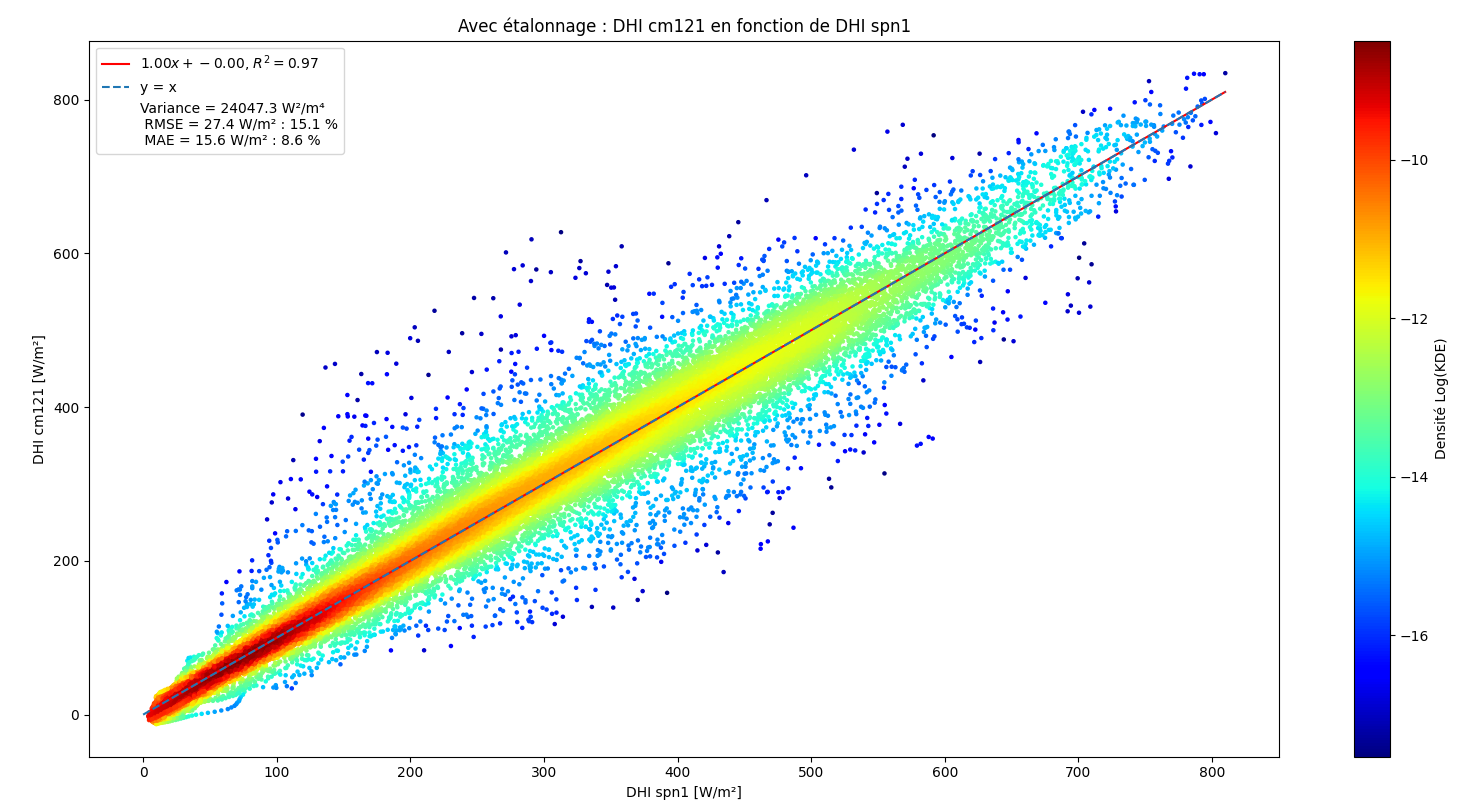 Avec étalonnage : DHI cm121 en fonction de DHI spn1
1.00x + −0.00, R² = 0.97
y = x
Variance = 24047.3 W²/m⁴
RMSE = 27.4 W/m² : 15.1 %
MAE = 15.6 W/m² : 8.6 %
800
600
400
200
0
DHI cm121 [W/m²]
0 100 200 300 400 500 600 700 800
DHI spn1 [W/m²]
−10
−12
−14
−16
Densité Log(KDE)